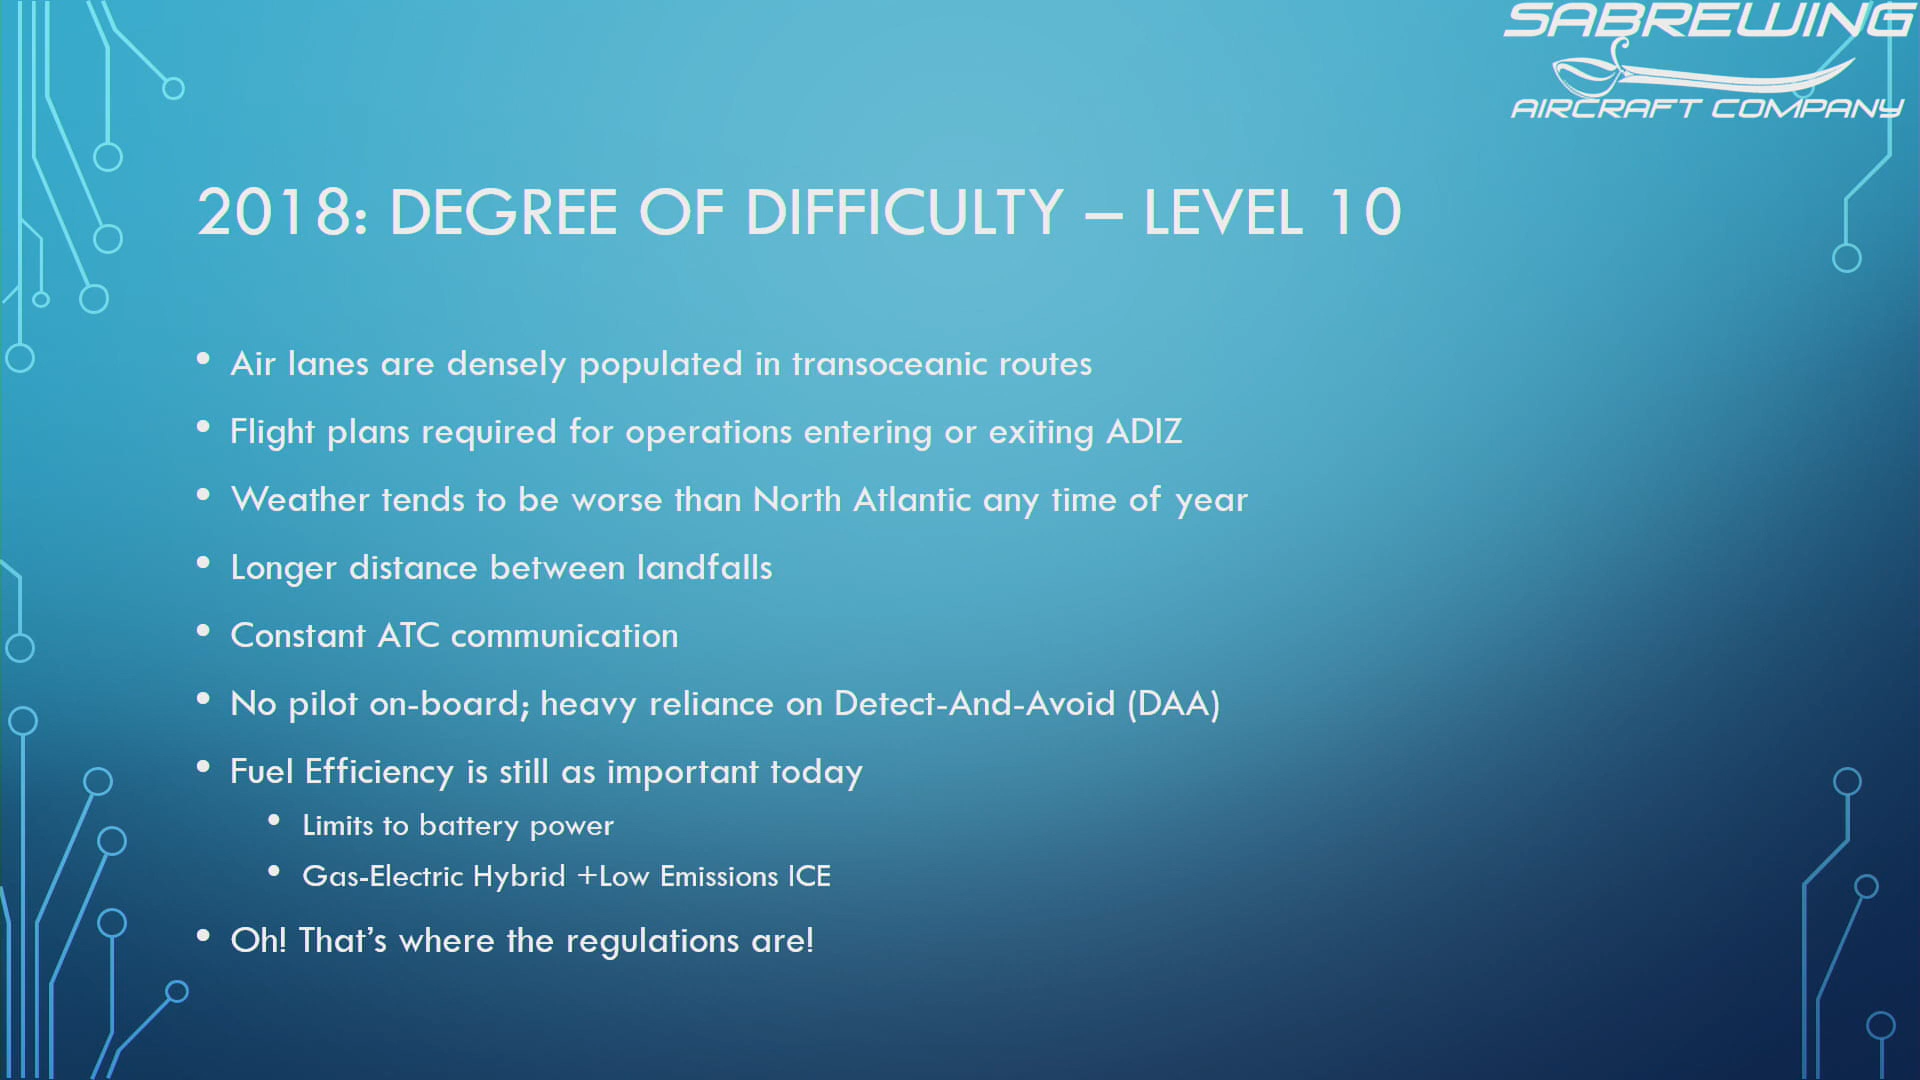 SABREWING
AIRCRAFT COMPANY
2018: DEGREE OF DIFFICULTY – LEVEL 10
• Air lanes are densely populated in transoceanic routes
• Flight plans required for operations entering or exiting ADIZ
• Weather tends to be worse than North Atlantic any time of year
• Longer distance between landfalls
• Constant ATC communication
• No pilot on-board; heavy reliance on Detect-And-Avoid (DAA)
• Fuel Efficiency is still as important today
• Limits to battery power
• Gas-Electric Hybrid +Low Emissions ICE
• Oh! That’s where the regulations are!